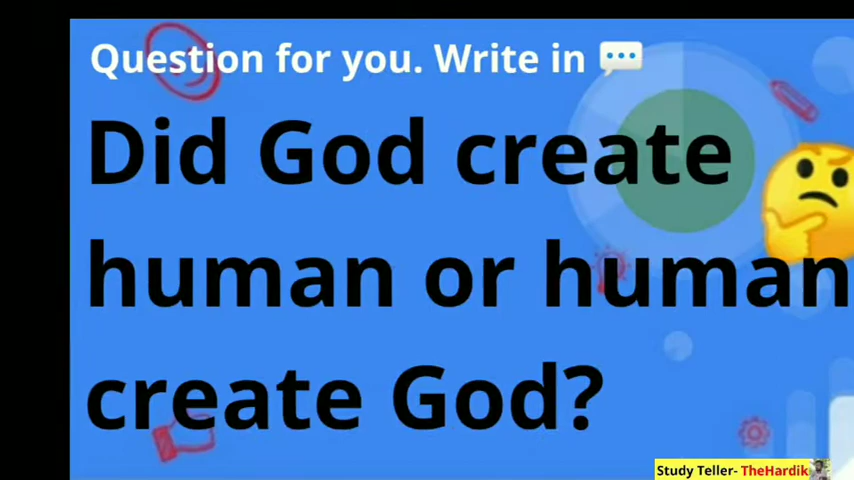 Question for you. Write in 💬
Did God create
human or human
create God?
Study Teller- TheHardik